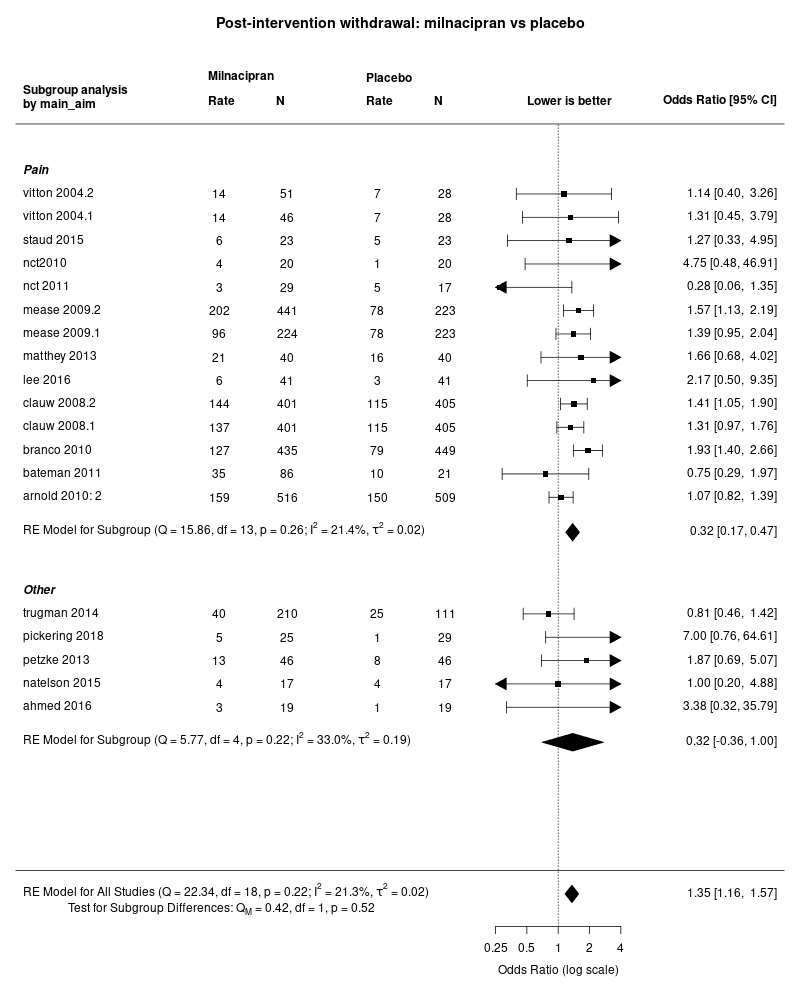 Post-intervention withdrawal: milnacipran vs placebo
Milnacipran Placebo
Subgroup analysis
by main_aim Rate N Rate N Lower is better Odds Ratio [95% CI]
Pain
vitton 2004.2 14 51 7 28 1.14 [0.40, 3.26]
vitton 2004.1 14 46 7 28 1.31 [0.45, 3.79]
staud 2015 6 23 5 23 1.27 [0.33, 4.95]
nct2010 4 20 1 20 4.75 [0.48, 46.91]
nct 2011 3 29 5 17 0.28 [0.06, 1.35]
mease 2009.2 202 441 78 223 1.57 [1.13, 2.19]
mease 2009.1 96 224 78 223 1.39 [0.95, 2.04]
matthey 2013 21 40 16 40 1.66 [0.68, 4.02]
lee 2016 6 41 3 41 2.17 [0.50, 9.35]
clauw 2008.2 144 401 115 405 1.41 [1.05, 1.90]
clauw 2008.1 137 401 115 405 1.31 [0.97, 1.76]
branco 2010 127 435 79 449 1.93 [1.40, 2.66]
bateman 2011 35 86 10 21 0.75 [0.29, 1.97]
arnold 2010: 2 159 516 150 509 1.07 [0.82, 1.39]
RE Model for Subgroup (Q = 15.86, df = 13, p = 0.26; I² = 21.4%, τ² = 0.02) 0.32 [0.17, 0.47]
Other
trugman 2014 40 210 25 111 0.81 [0.46, 1.42]
pickering 2018 5 25 1 29 7.00 [0.76, 64.61]
petzke 2013 13 46 8 46 1.87 [0.69, 5.07]
natelson 2015 4 17 4 17 1.00 [0.20, 4.88]
ahmed 2016 3 19 1 19 3.38 [0.32, 35.79]
RE Model for Subgroup (Q = 5.77, df = 4, p = 0.22; I² = 33.0%, τ² = 0.19) 0.32 [-0.36, 1.00]
RE Model for All Studies (Q = 22.34, df = 18, p = 0.22; I² = 21.3%, τ² = 0.02) 1.35 [1.16, 1.57]
Test for Subgroup Differences: Q_M = 0.42, df = 1, p = 0.52
0.25 0.5 1 2 4
Odds Ratio (log scale)